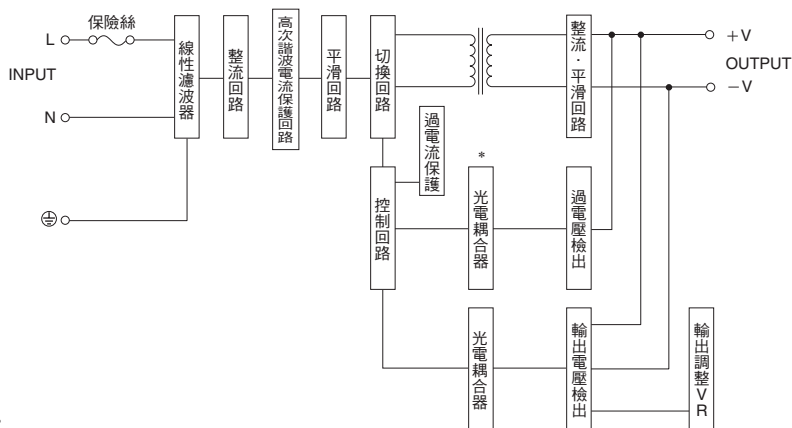 保險絲
L
INPUT
N
線性濾波器
整流回路
高次諧波電流保護回路
平滑回路
切換回路
整流・平滑回路
+V
OUTPUT
−V
過電流保護
控制回路
*
光電耦合器
過電壓檢出
光電耦合器
輸出電壓檢出
輸出調整VR